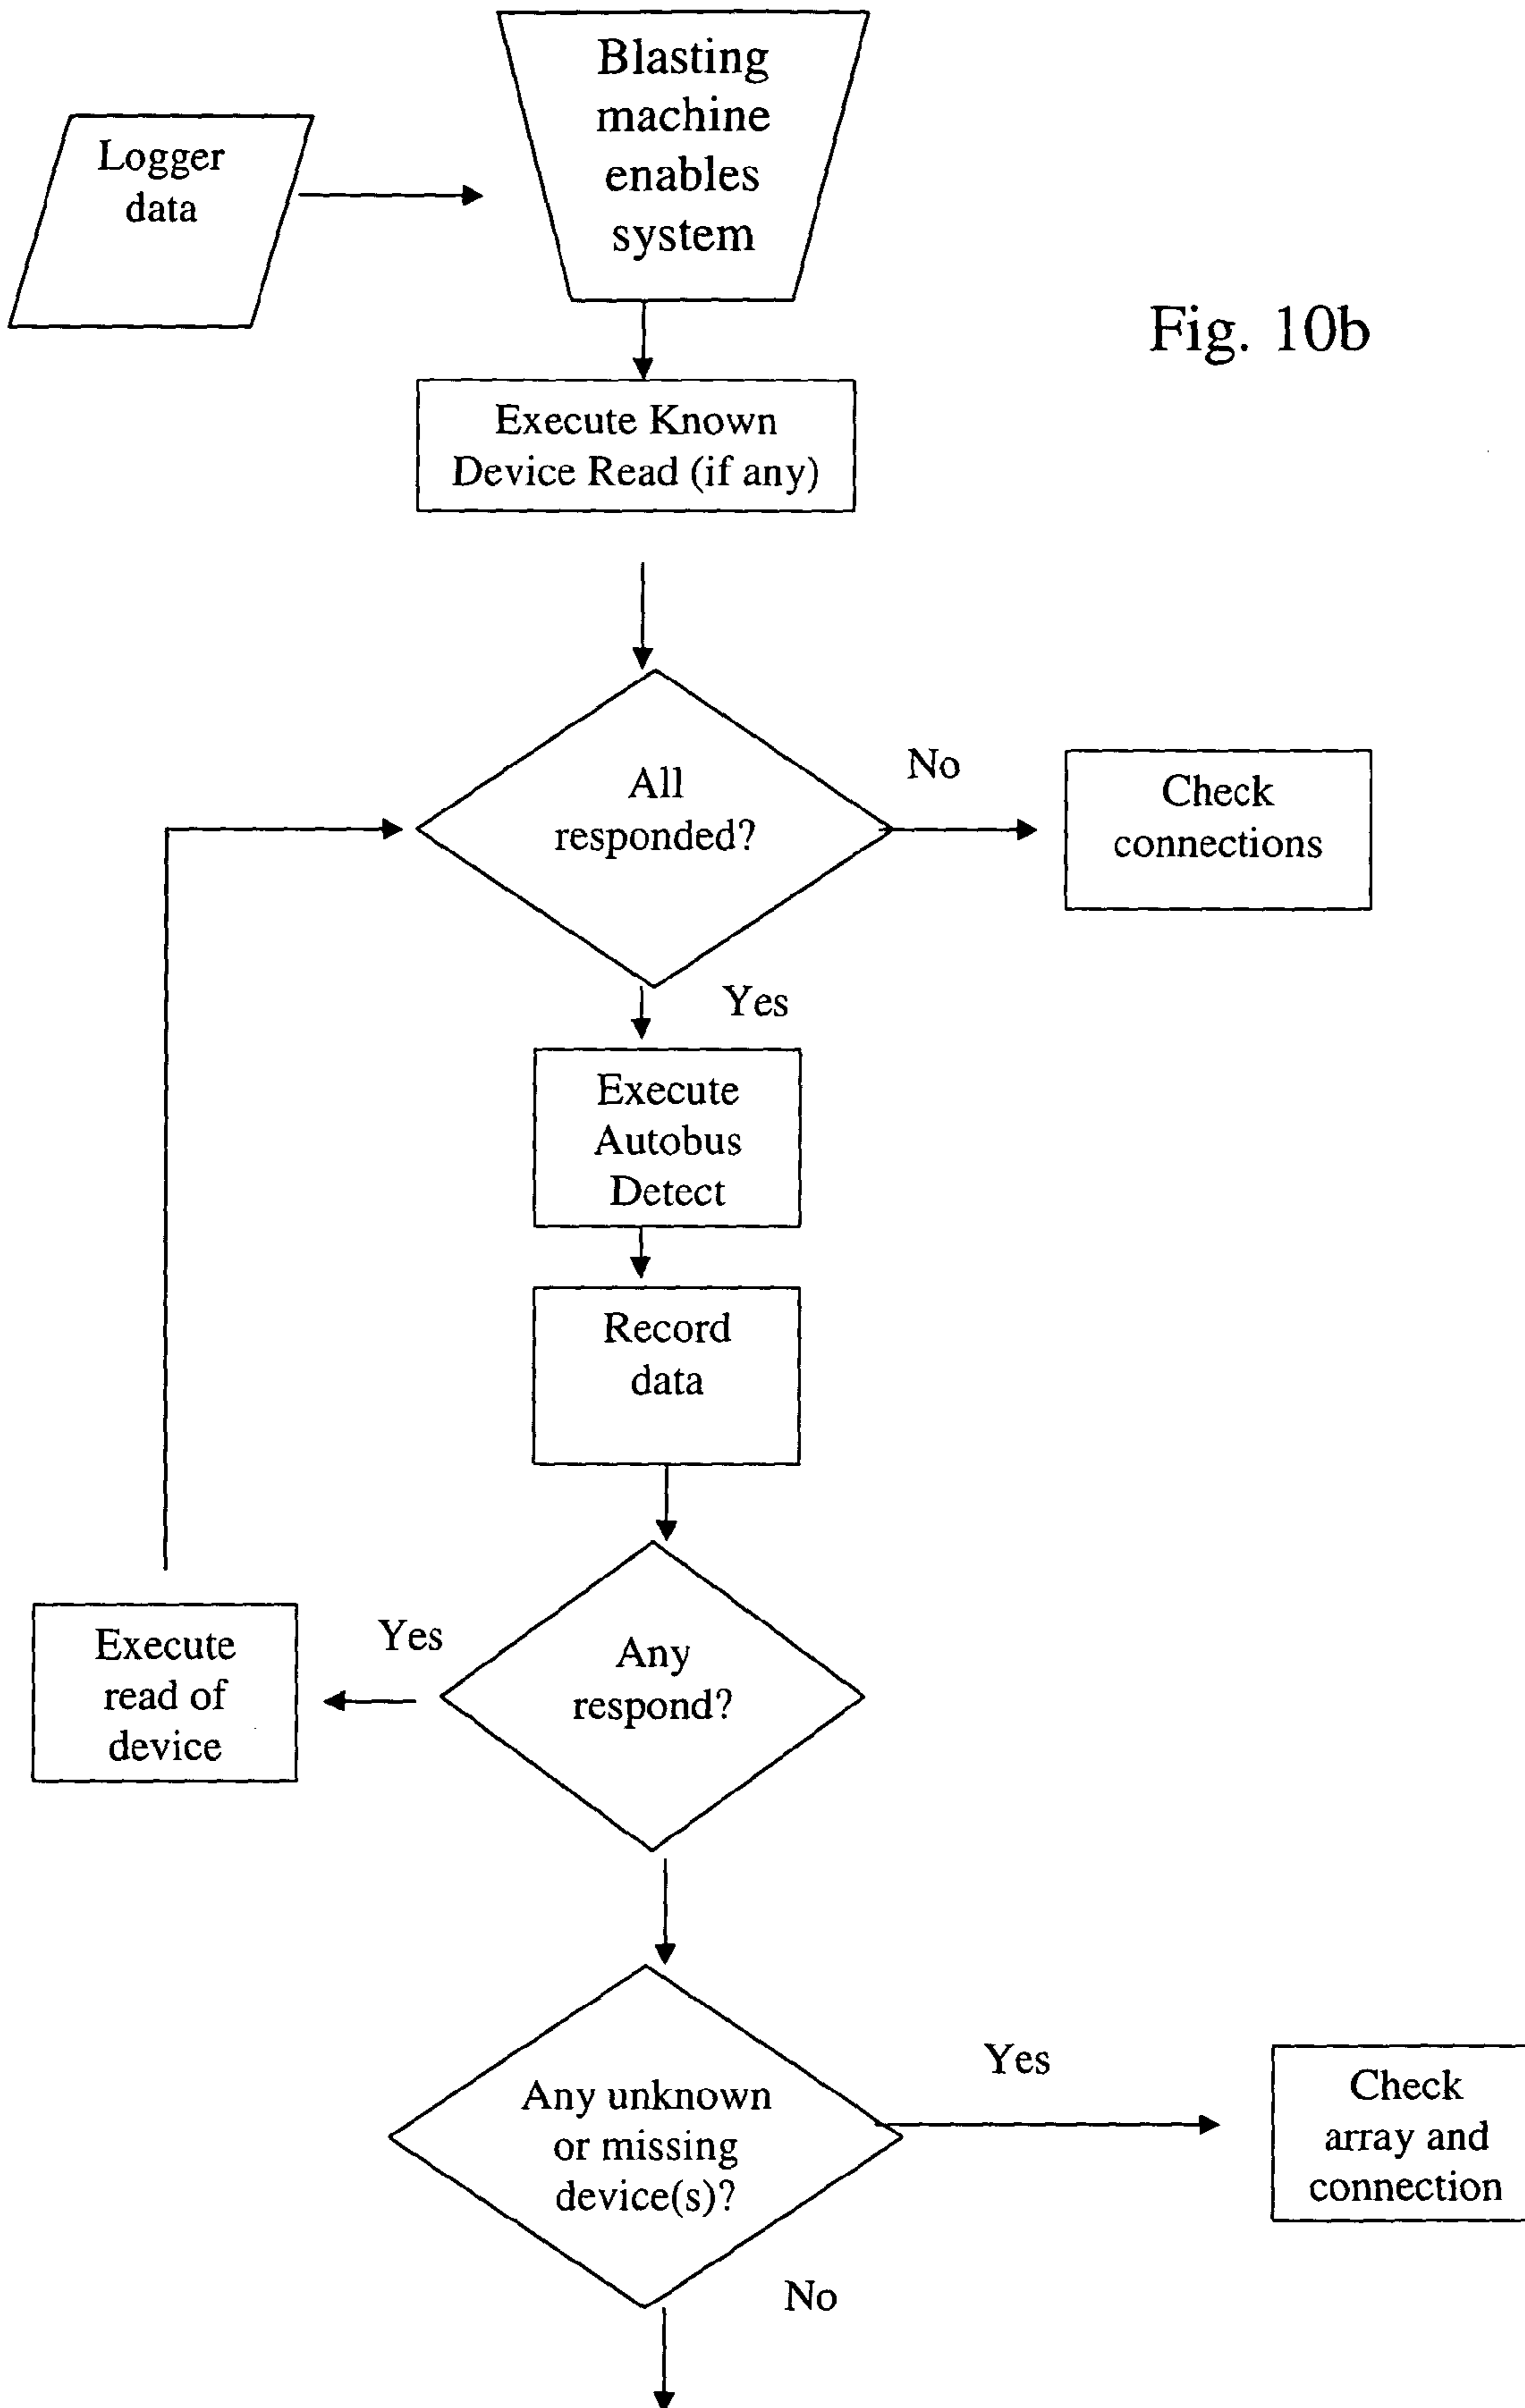 Blasting
machine
enables
system
Logger
data
Fig. 10b
Execute Known
Device Read (if any)
All
responded?
No
Check
connections
Yes
Execute
Autobus
Detect
Record
data
Any
respond?
Yes
Execute
read of
device
Any unknown
or missing
device(s)?
Yes
Check
array and
connection
No